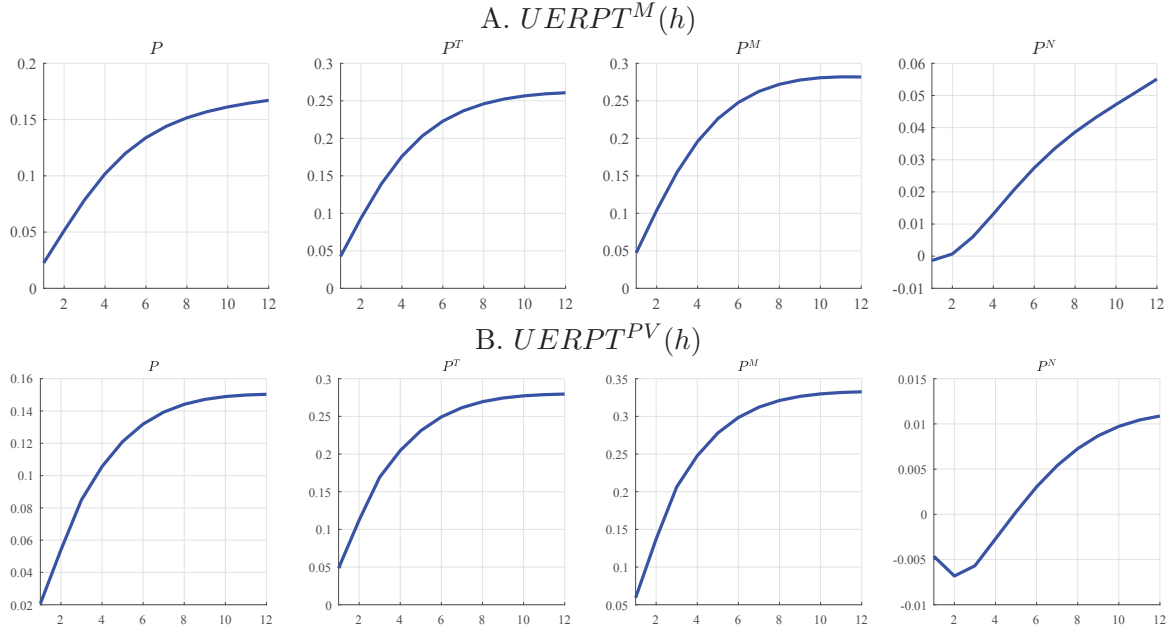 A. UERPT^M(h)
P P^T P^M P^N
0.2 0.3 0.3 0.06
0.05
0.15 0.25 0.25 0.04
0.2 0.2 0.03
0.1 0.15 0.15 0.02
0.1 0.1 0.01
0.05 0.05 0.05 0
0 0 0 -0.01
2 4 6 8 10 12 2 4 6 8 10 12 2 4 6 8 10 12 2 4 6 8 10 12
B. UERPT^{PV}(h)
P P^T P^M P^N
0.16 0.3 0.35 0.015
0.14 0.25 0.3 0.01
0.12 0.2 0.25 0.005
0.1 0.15 0.2 0
0.08 0.1 0.15 -0.005
0.06 0.05 0.1 -0.01
0.04 0 0.05
0.02
2 4 6 8 10 12 2 4 6 8 10 12 2 4 6 8 10 12 2 4 6 8 10 12